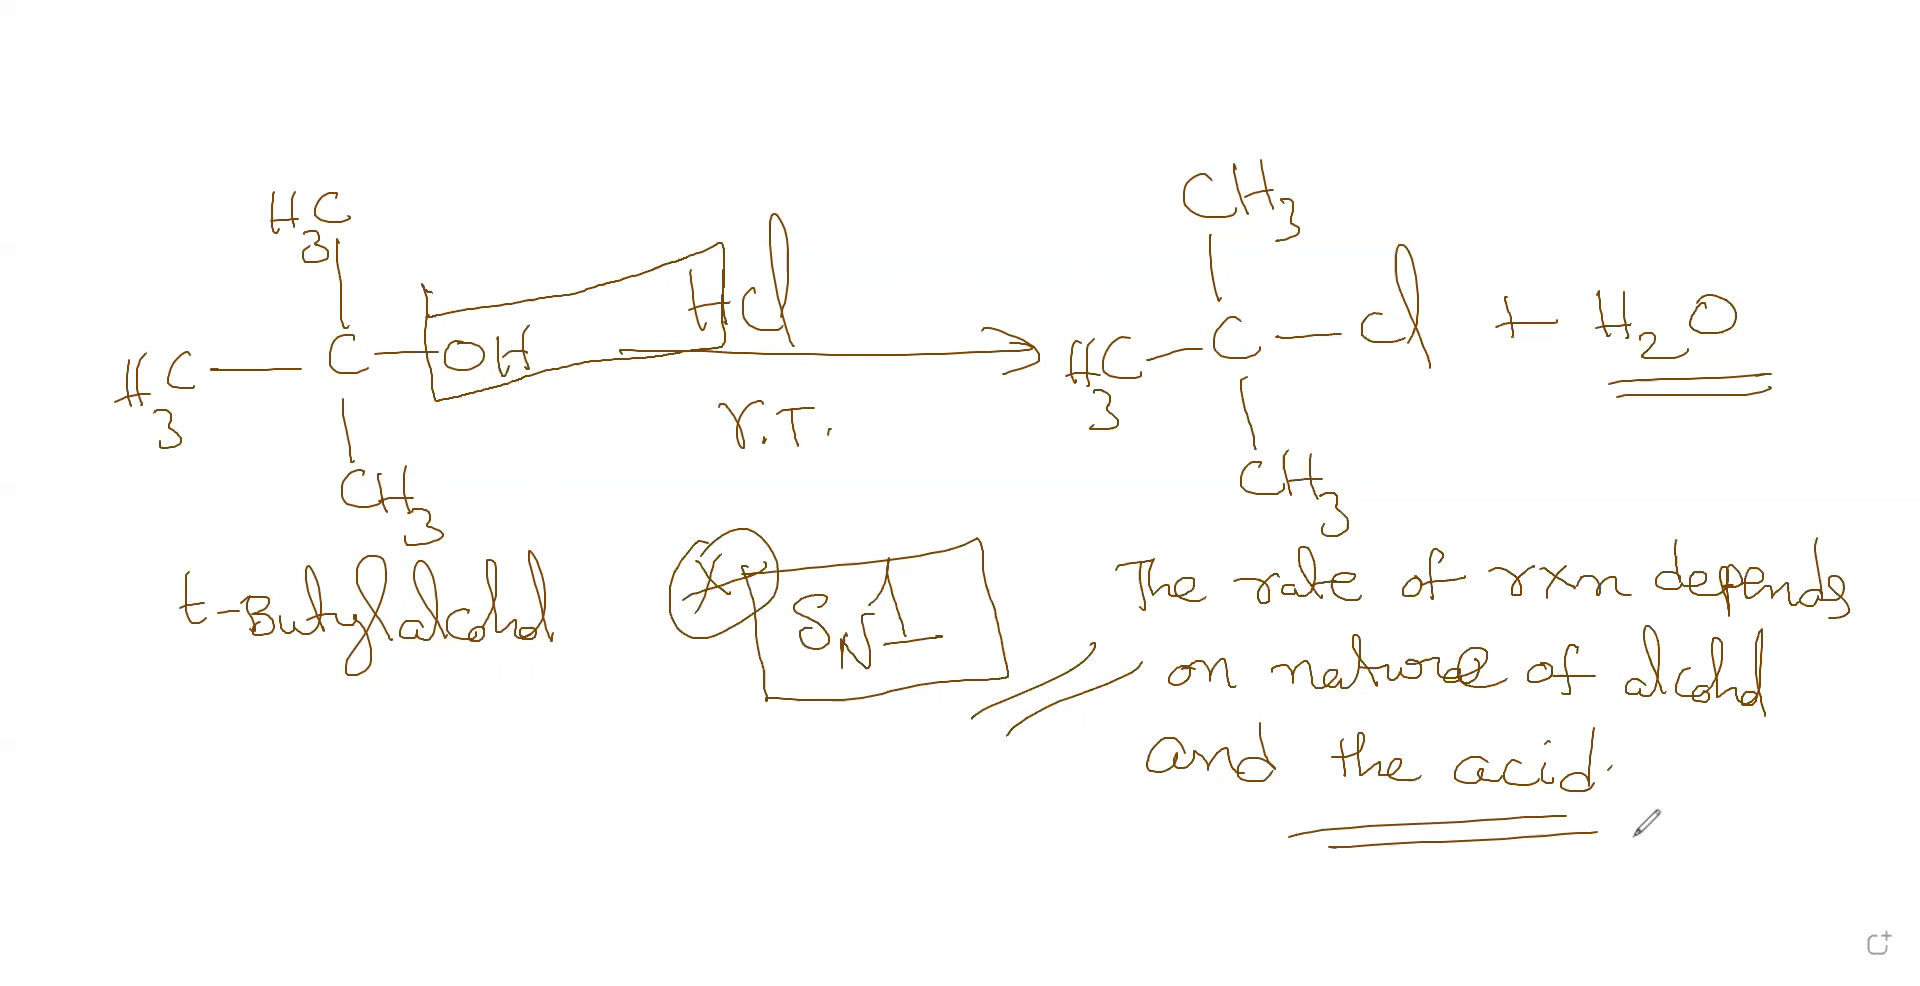 H3C
CH3
H3C — C — OH
HCl
H3C — C — Cl + H2O
r.T.
CH3
CH3
t-Butylalcohol
X-
SN1
The rate of rxn depends
on nature of alcohol
and the acid.